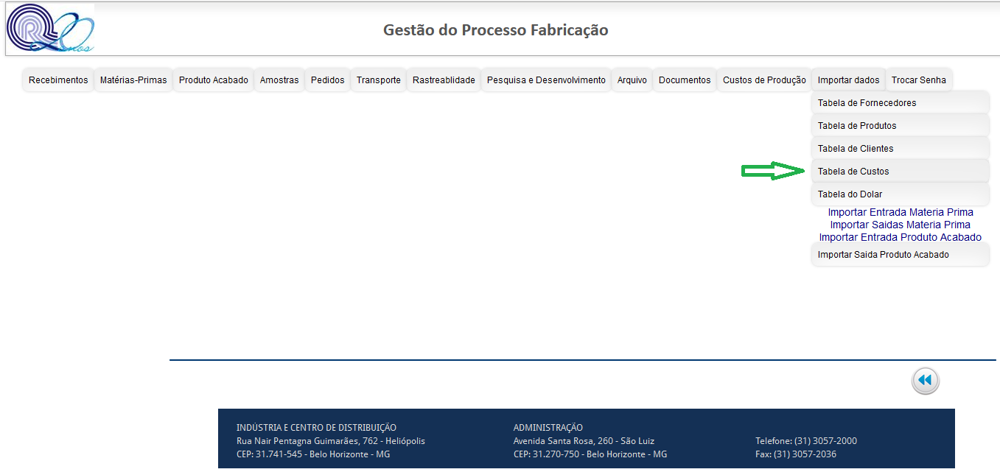 R
20 anos
Gestão do Processo Fabricação
Recebimentos Matérias-Primas Produto Acabado Amostras Pedidos Transporte Rastreablidade Pesquisa e Desenvolvimento Arquivo Documentos Custos de Produção Importar dados Trocar Senha
Tabela de Fornecedores
Tabela de Produtos
Tabela de Clientes
Tabela de Custos
Tabela do Dolar
Importar Entrada Materia Prima
Importar Saidas Materia Prima
Importar Entrada Produto Acabado
Importar Saida Produto Acabado
INDÚSTRIA E CENTRO DE DISTRIBUIÇÃO
Rua Nair Pentagna Guimarães, 762 - Heliópolis
CEP: 31.741-545 - Belo Horizonte - MG
ADMINISTRAÇÃO
Avenida Santa Rosa, 260 - São Luiz
CEP: 31.270-750 - Belo Horizonte - MG
Telefone: (31) 3057-2000
Fax: (31) 3057-2036